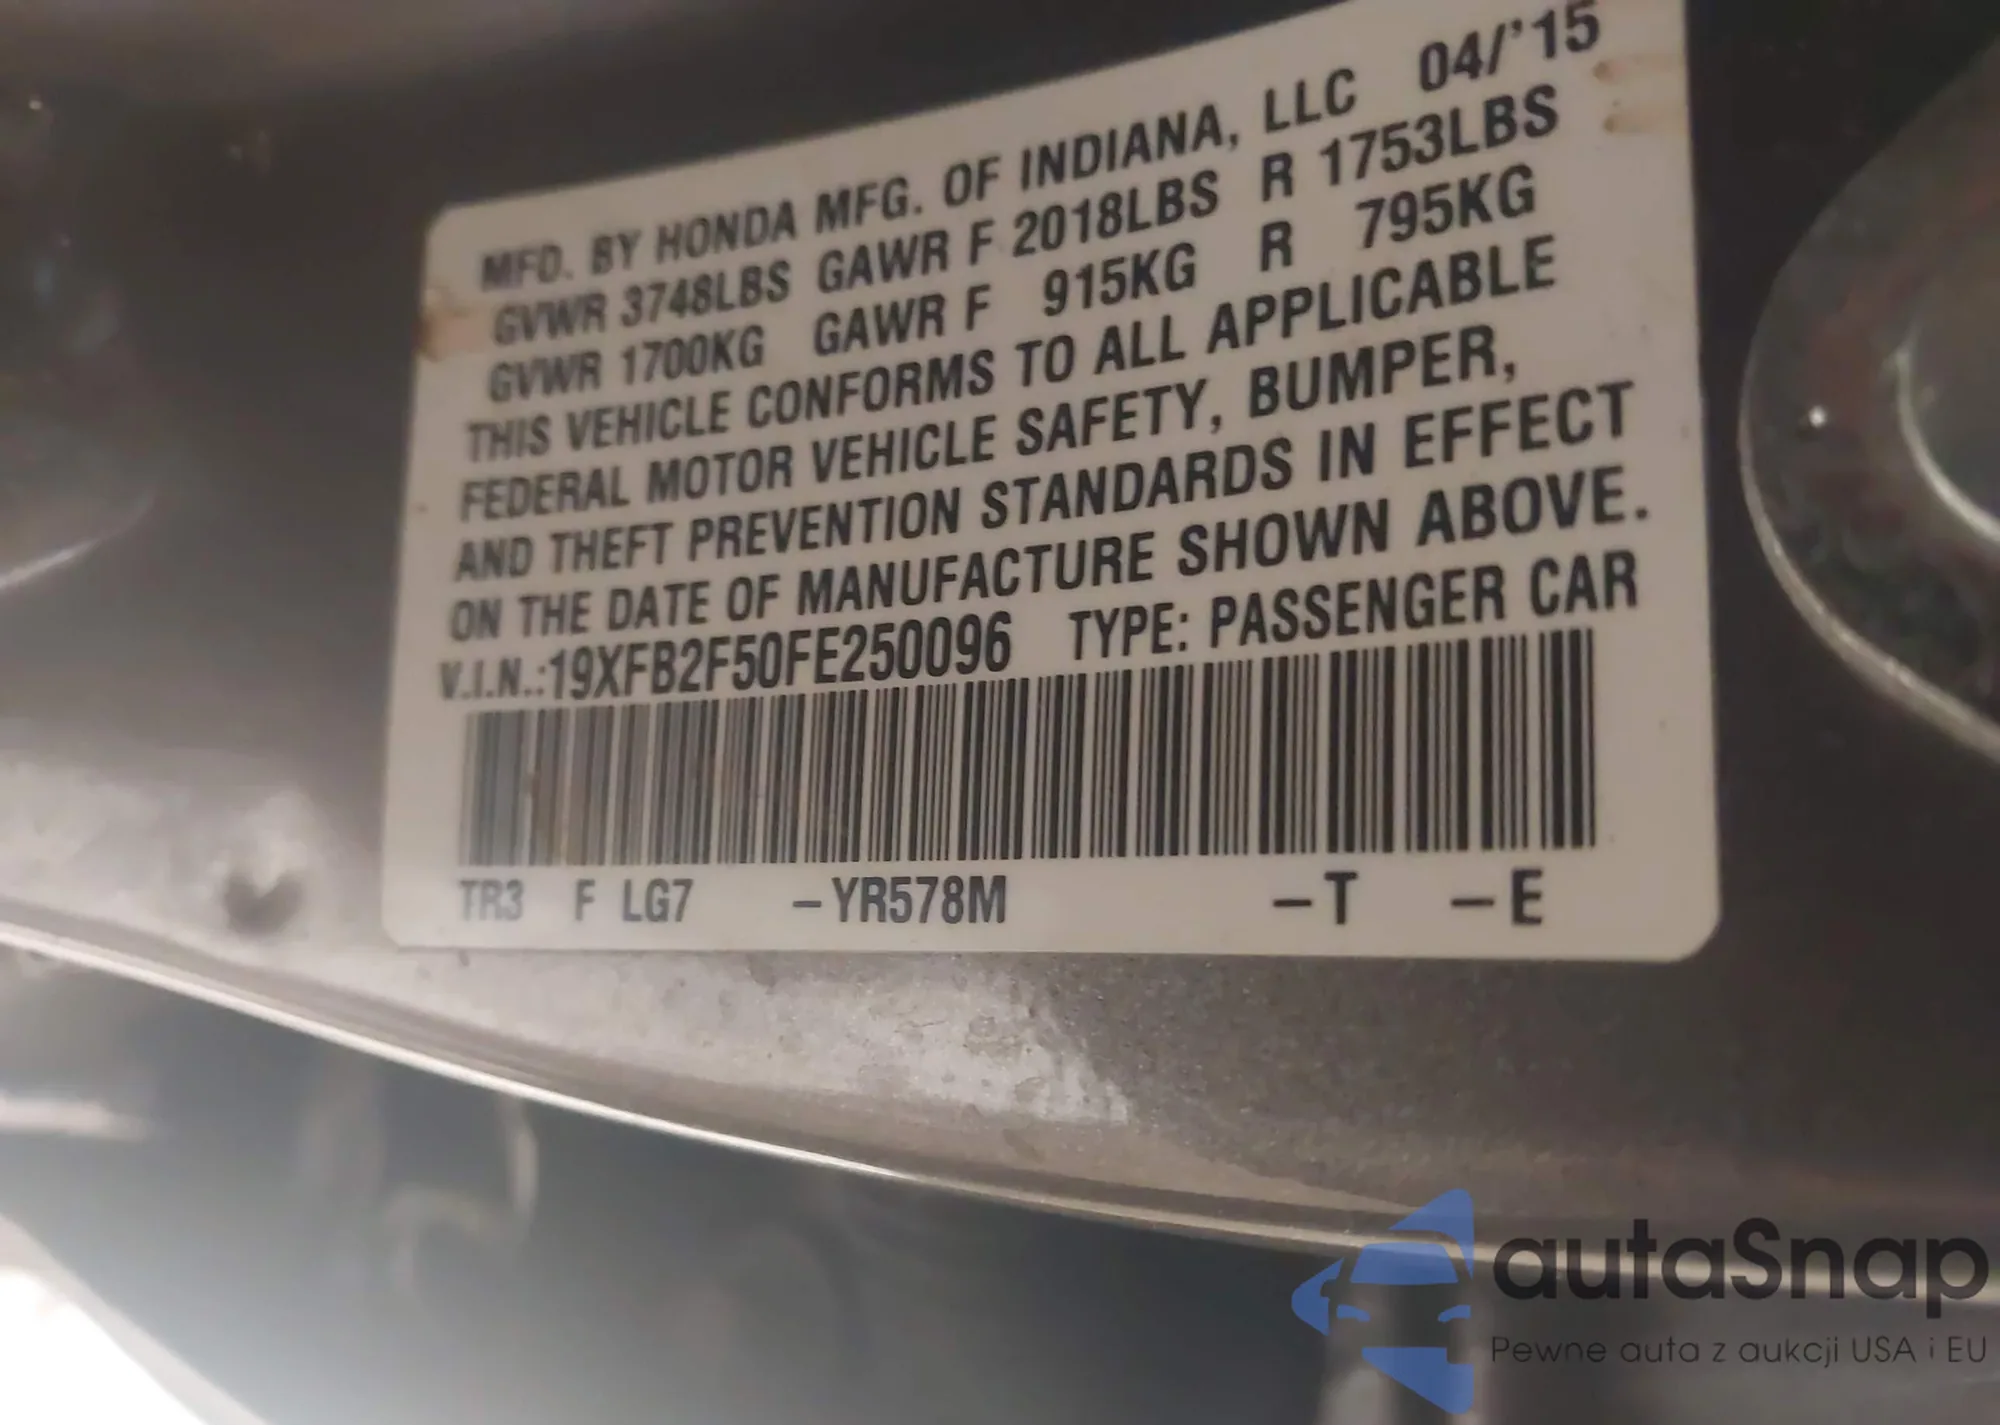 MFD. BY HONDA MFG. OF INDIANA, LLC 04/'15
GVWR 3748LBS GAWR F 2018LBS R 1753LBS
GVWR 1700KG GAWR F 915KG R 795KG
THIS VEHICLE CONFORMS TO ALL APPLICABLE
FEDERAL MOTOR VEHICLE SAFETY, BUMPER,
AND THEFT PREVENTION STANDARDS IN EFFECT
ON THE DATE OF MANUFACTURE SHOWN ABOVE.
V.I.N.:19XFB2F50FE250096 TYPE: PASSENGER CAR
TR3 F LG7 –YR578M –T –E
autaSnap
Pewne auta z aukcji USA i EU